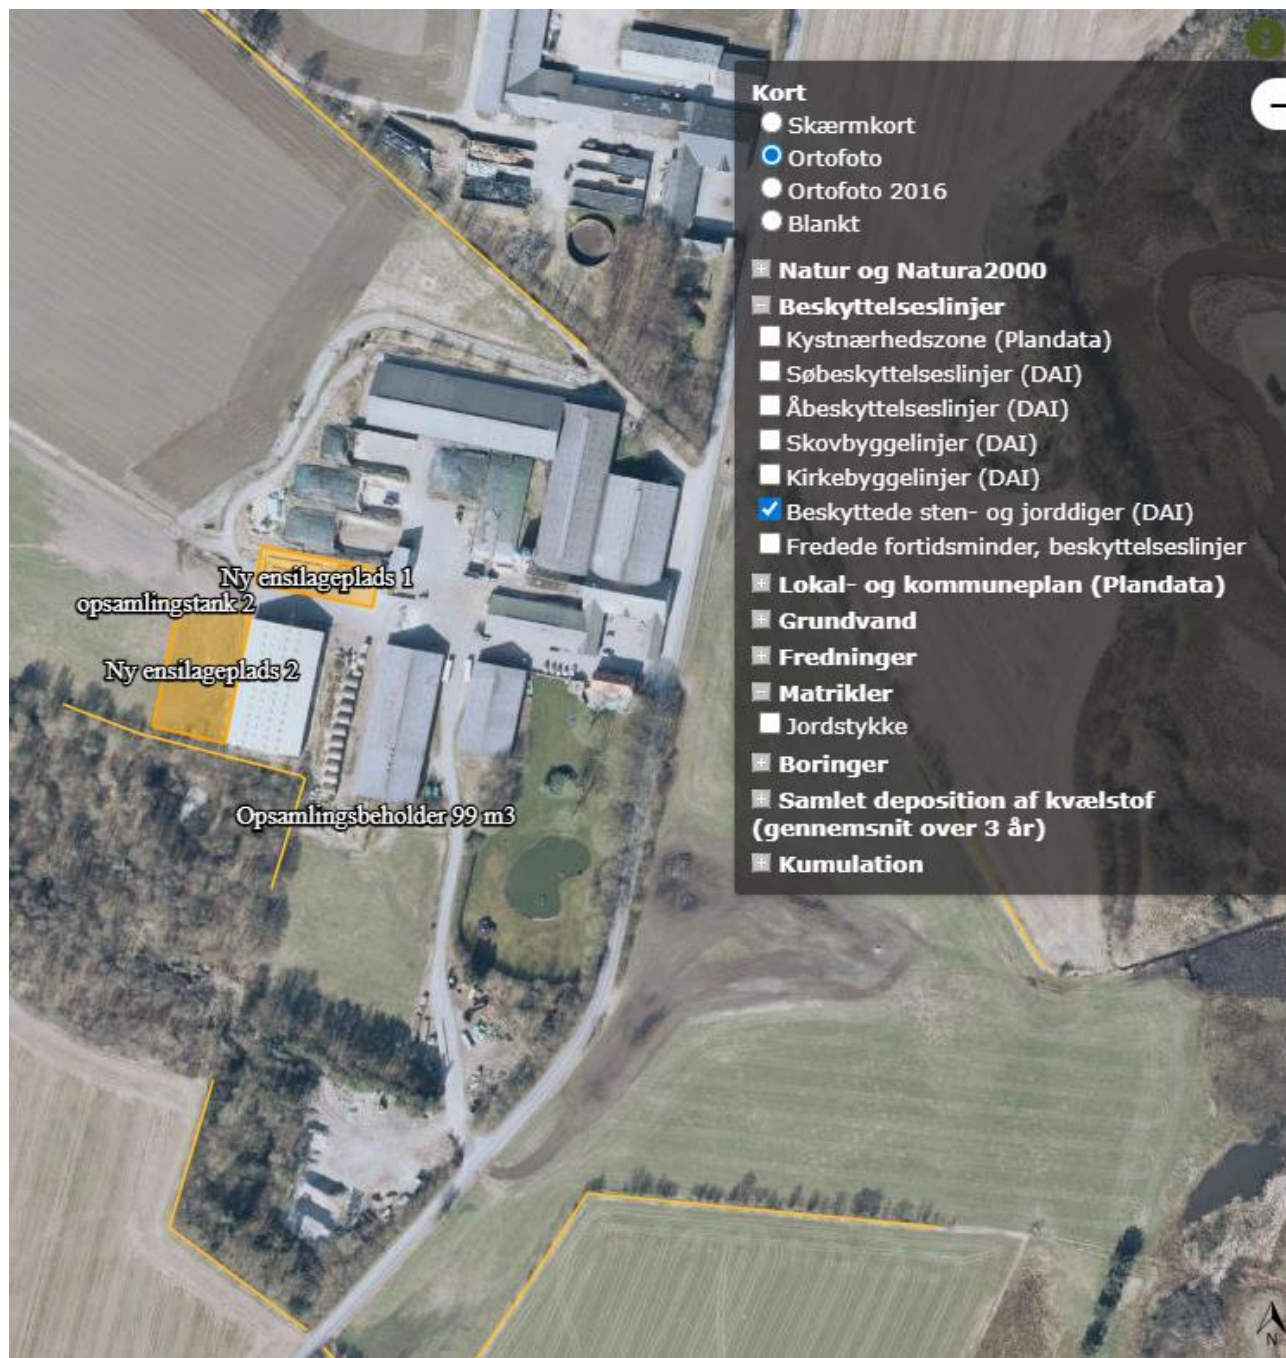 Kort
Skærmkort
Ortofoto
Ortofoto 2016
Blankt
Natur og Natura2000
Beskyttelseslinjer
Kystnærhedszone (Plandata)
Søbeskyttelseslinjer (DAI)
Åbeskyttelseslinjer (DAI)
Skovbyggelinjer (DAI)
Kirkebyggelinjer (DAI)
Beskyttede sten- og jorddiger (DAI)
Fredede fortidsminder, beskyttelseslinjer
Lokal- og kommuneplan (Plandata)
Grundvand
Fredninger
Matrikler
Jordstykke
Boringer
Samlet deposition af kvælstof
(gennemsnit over 3 år)
Kumulation
Ny ensilageplads 1
opsamlingstank 2
Ny ensilageplads 2
Opsamlingsbeholder 99 m3
N